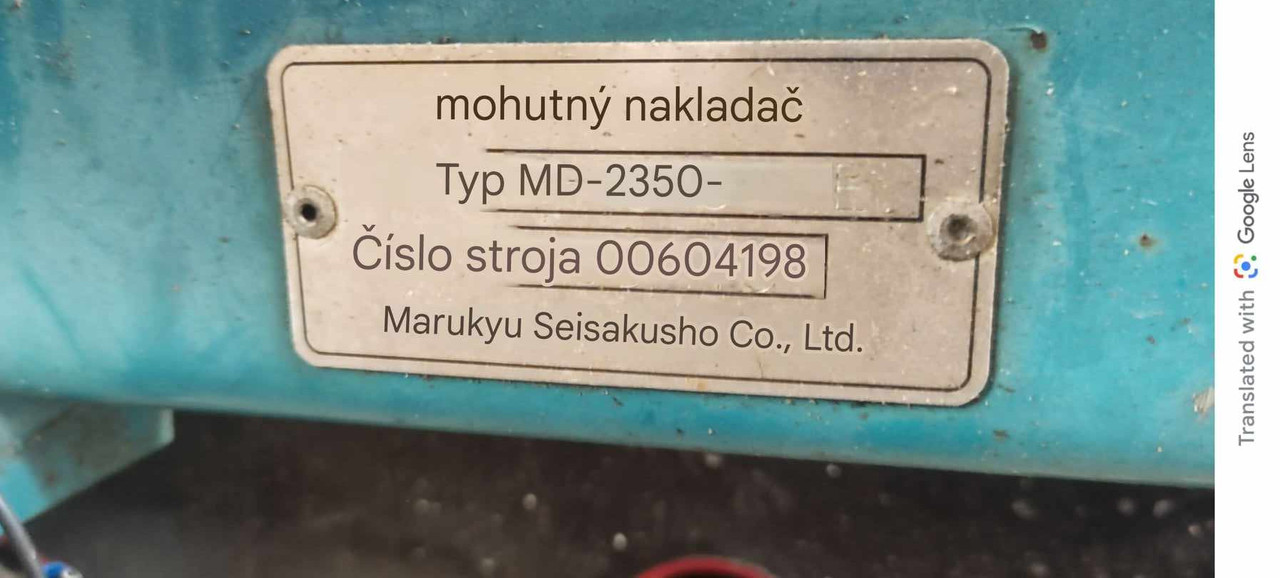 mohutný nakladač
Typ MD-2350-
Číslo stroja 00604198
Marukyu Seisakusho Co., Ltd.
Translated with Google Lens